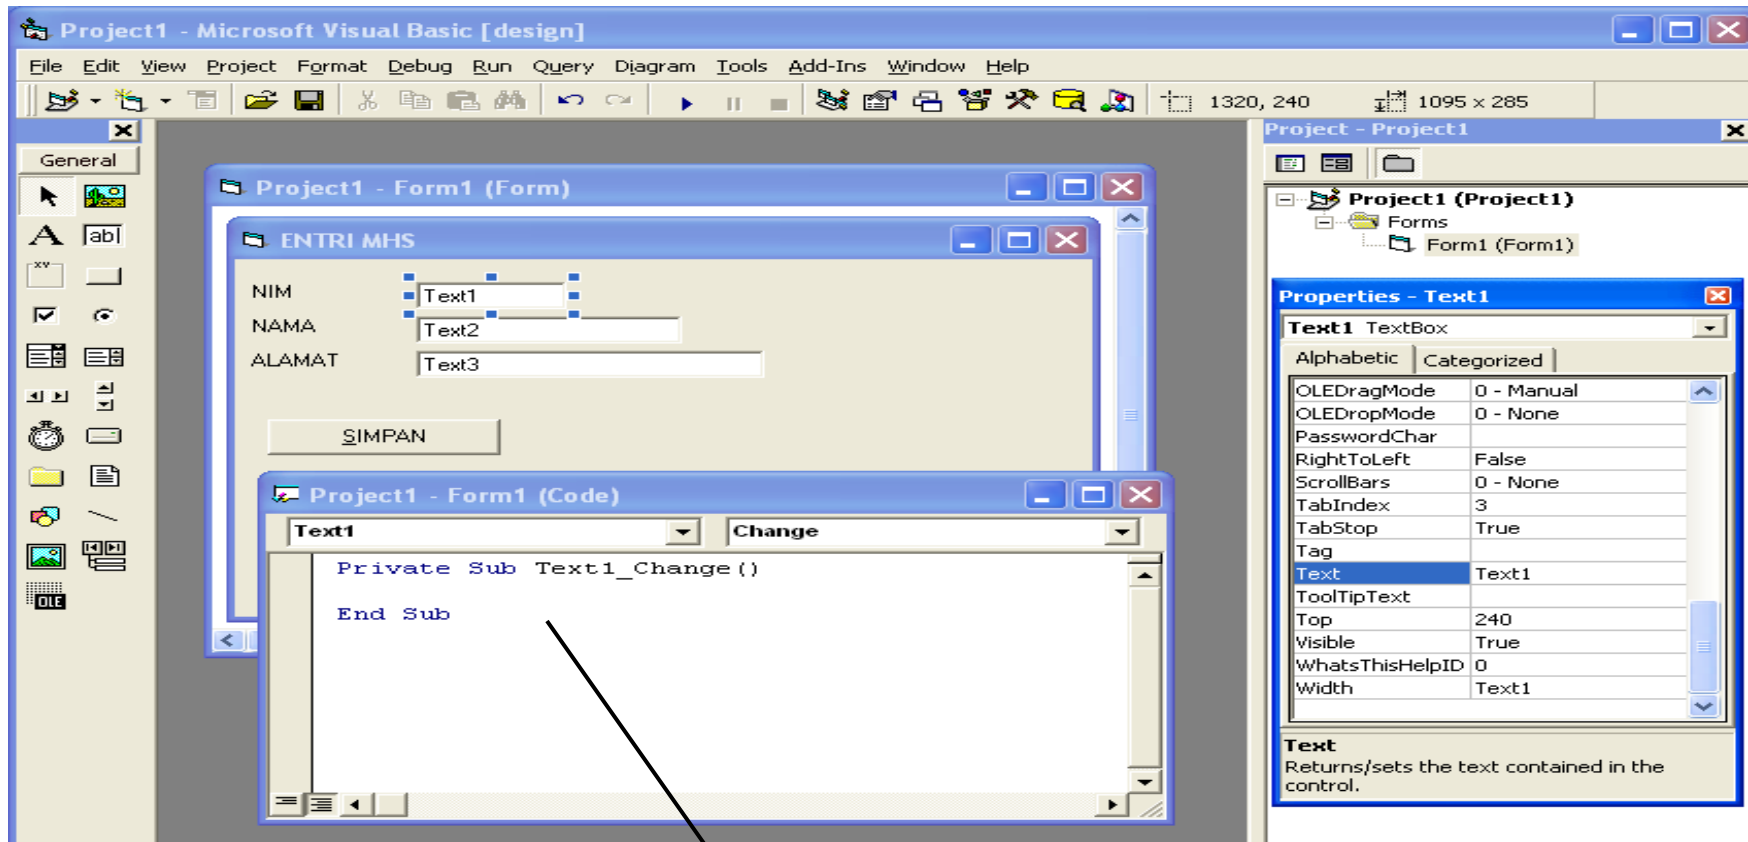 Project1 - Microsoft Visual Basic [design]
File Edit View Project Format Debug Run Query Diagram Tools Add-Ins Window Help
1320, 240 1095 x 285
General
A abl
xv
OLE
Project1 - Form1 (Form)
ENTRI MHS
NIM Text1
NAMA Text2
ALAMAT Text3
SIMPAN
Project1 - Form1 (Code)
Text1 Change
Private Sub Text1_Change()
End Sub
Project - Project1
Project1 (Project1)
Forms
Form1 (Form1)
Properties - Text1
Text1 TextBox
Alphabetic Categorized
OLEDragMode 0 - Manual
OLEDropMode 0 - None
PasswordChar
RightToLeft False
ScrollBars 0 - None
TabIndex 3
TabStop True
Tag
Text Text1
ToolTipText
Top 240
Visible True
WhatsThisHelpID 0
Width Text1
Text
Returns/sets the text contained in the
control.